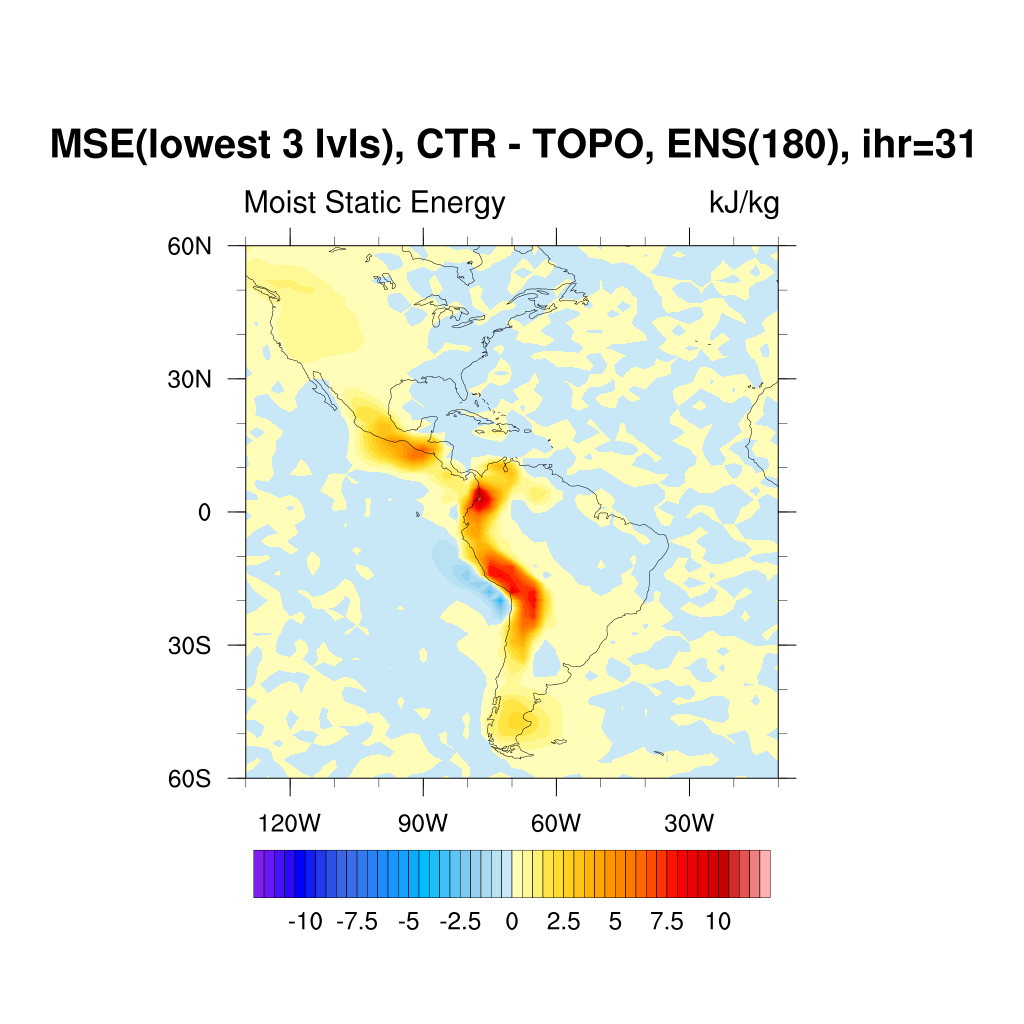 MSE(lowest 3 lvls), CTR - TOPO, ENS(180), ihr=31
Moist Static Energy kJ/kg
60N
30N
0
30S
60S
120W 90W 60W 30W
-10 -7.5 -5 -2.5 0 2.5 5 7.5 10